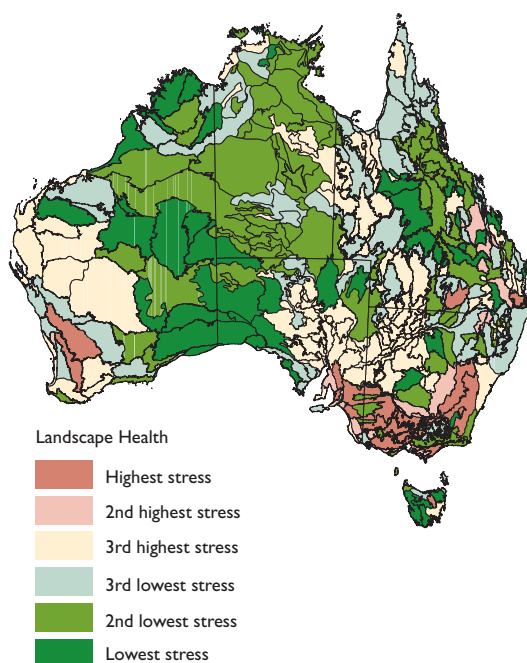 Landscape Health
Highest stress
2nd highest stress
3rd highest stress
3rd lowest stress
2nd lowest stress
Lowest stress